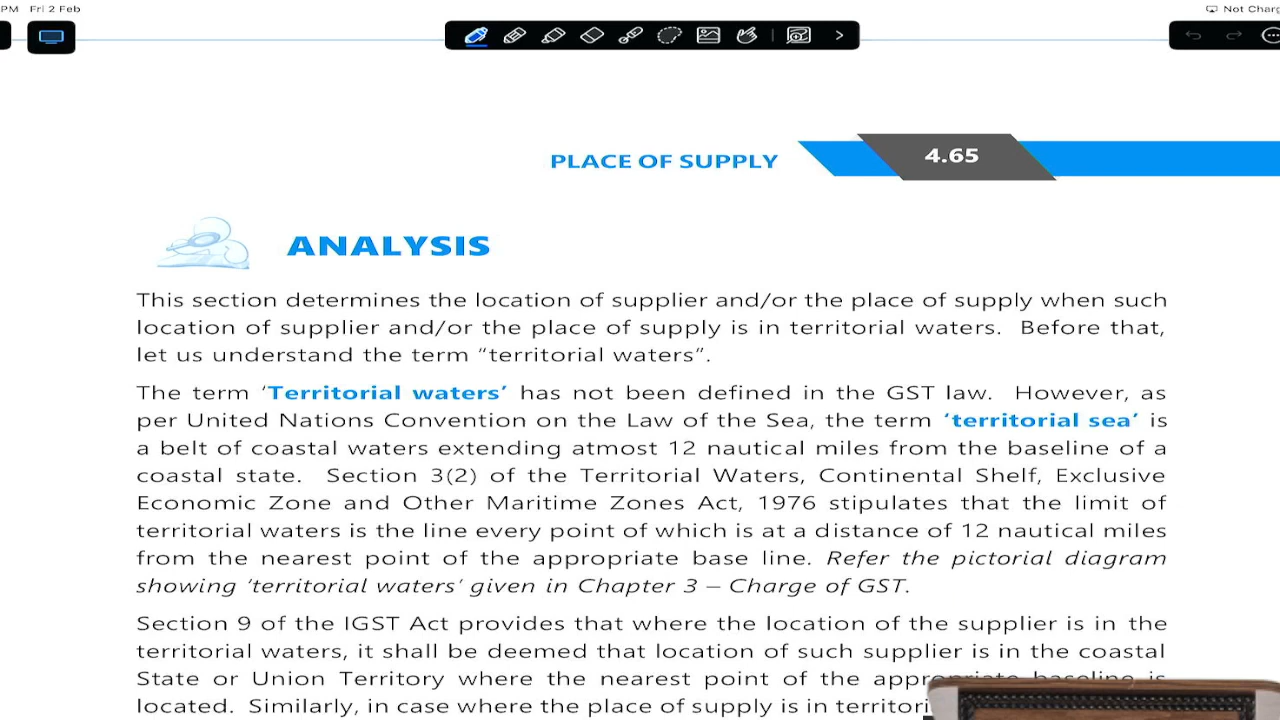 PM Fri 2 Feb
PLACE OF SUPPLY
4.65
ANALYSIS
This section determines the location of supplier and/or the place of supply when such
location of supplier and/or the place of supply is in territorial waters. Before that,
let us understand the term “territorial waters”.
The term ‘Territorial waters’ has not been defined in the GST law. However, as
per United Nations Convention on the Law of the Sea, the term ‘territorial sea’ is
a belt of coastal waters extending atmost 12 nautical miles from the baseline of a
coastal state. Section 3(2) of the Territorial Waters, Continental Shelf, Exclusive
Economic Zone and Other Maritime Zones Act, 1976 stipulates that the limit of
territorial waters is the line every point of which is at a distance of 12 nautical miles
from the nearest point of the appropriate base line. Refer the pictorial diagram
showing ‘territorial waters’ given in Chapter 3 – Charge of GST.
Section 9 of the IGST Act provides that where the location of the supplier is in the
territorial waters, it shall be deemed that location of such supplier is in the coastal
State or Union Territory where the nearest point of the appropriate baseline is
located. Similarly, in case where the place of supply is in